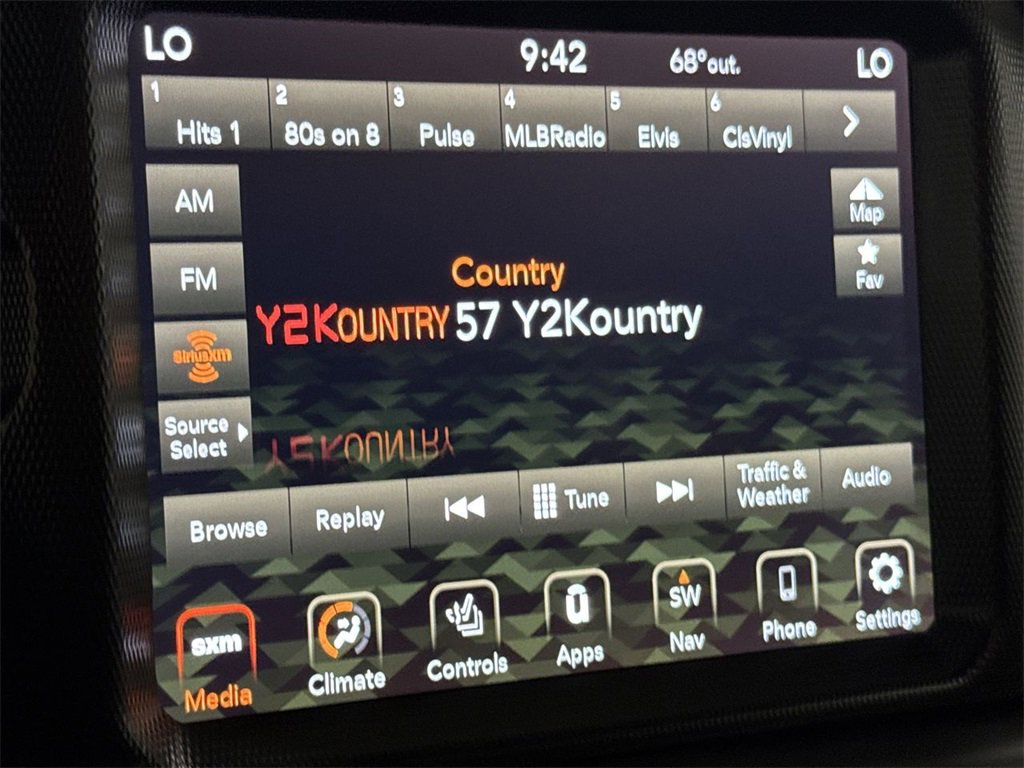 LO 9:42 68°out. LO
1 2 3 4 5 6
Hits 1 80s on 8 Pulse MLBRadio Elvis ClsVinyl
AM
Map
FM
Fav
Country
Y2KOUNTRY 57 Y2Kountry
SiriusXM
Source
Select
Y2KOUNTRY
Browse Replay Tune Traffic &
Weather Audio
sxm SW
Media Climate Controls Apps Nav Phone Settings